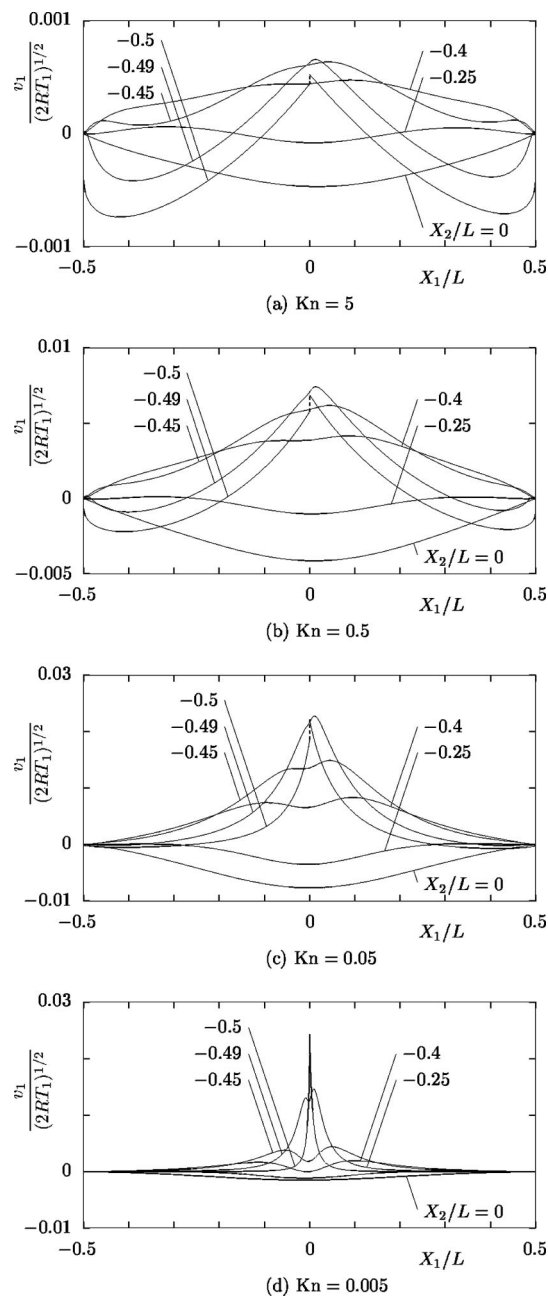 0.001
−0.5
−0.49
−0.45
−0.4
−0.25
v₁
(2RT₁)^{1/2}
0
X₂/L = 0
−0.001
−0.5 0 X₁/L 0.5
(a) Kn = 5
0.01
−0.5
−0.49
−0.45
−0.4
−0.25
v₁
(2RT₁)^{1/2}
0
X₂/L = 0
−0.005
−0.5 0 X₁/L 0.5
(b) Kn = 0.5
0.03
−0.5
−0.49
−0.45
−0.4
−0.25
v₁
(2RT₁)^{1/2}
0
X₂/L = 0
−0.01
−0.5 0 X₁/L 0.5
(c) Kn = 0.05
0.03
−0.5
−0.49
−0.45
−0.4
−0.25
v₁
(2RT₁)^{1/2}
0
X₂/L = 0
−0.01
−0.5 0 X₁/L 0.5
(d) Kn = 0.005